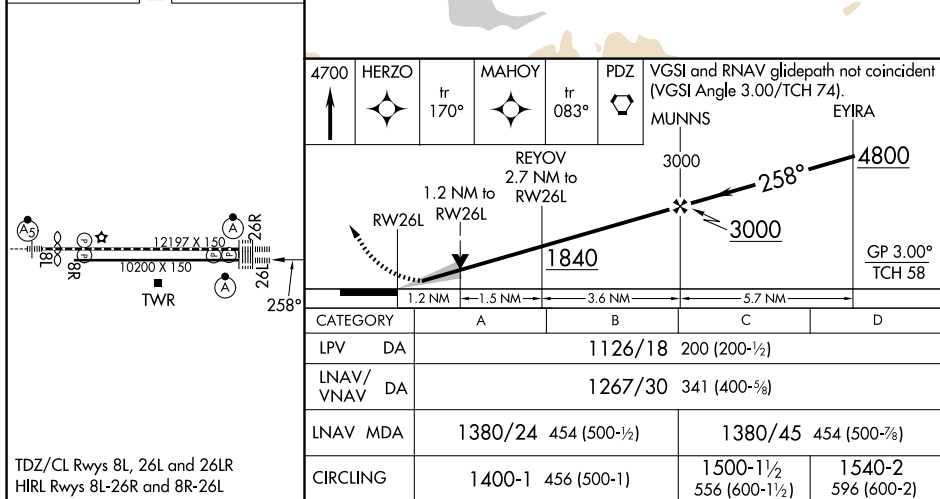 4700 HERZO tr 170° MAHOY tr 083° PDZ
VGSI and RNAV glidepath not coincident
(VGSI Angle 3.00/TCH 74).
MUNNS
EYIRA
3000
4800
258°
3000
REYOV
2.7 NM to
RW26L
1.2 NM to
RW26L
RW26L
1840
GP 3.00°
TCH 58
1.2 NM 1.5 NM 3.6 NM 5.7 NM
A5
A
26R
8L
P
12197 X 150
P P
8R
10200 X 150
26L
TWR
A
258°
TDZ/CL Rwys 8L, 26L and 26LR
HIRL Rwys 8L-26R and 8R-26L
CATEGORY A B C D
LPV DA 1126/18 200 (200-½)
LNAV/
VNAV DA 1267/30 341 (400-⅝)
LNAV MDA 1380/24 454 (500-½) 1380/45 454 (500-⅞)
CIRCLING 1400-1 456 (500-1) 1500-1½ 556 (600-1½) 1540-2 596 (600-2)